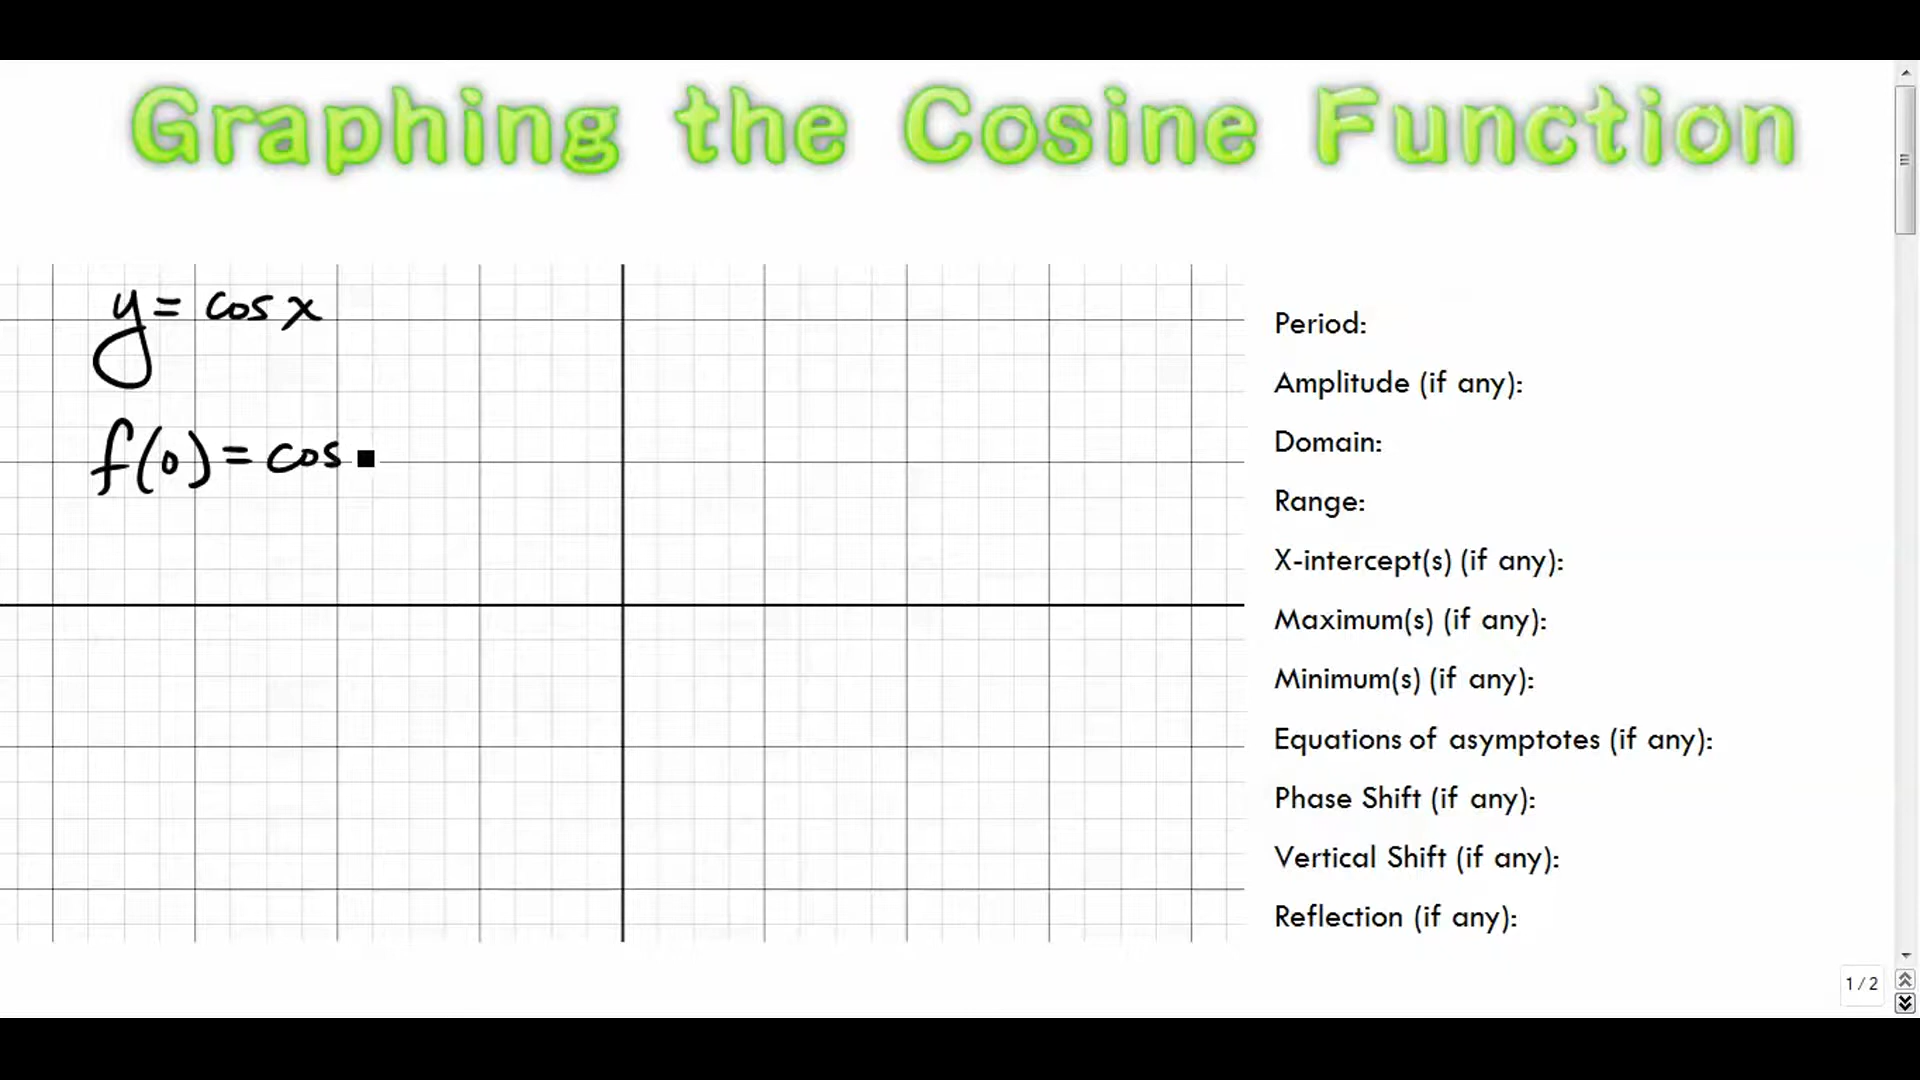 Graphing the Cosine Function
y = cos x
f(0) = cos
Period:
Amplitude (if any):
Domain:
Range:
X-intercept(s) (if any):
Maximum(s) (if any):
Minimum(s) (if any):
Equations of asymptotes (if any):
Phase Shift (if any):
Vertical Shift (if any):
Reflection (if any):
1 / 2